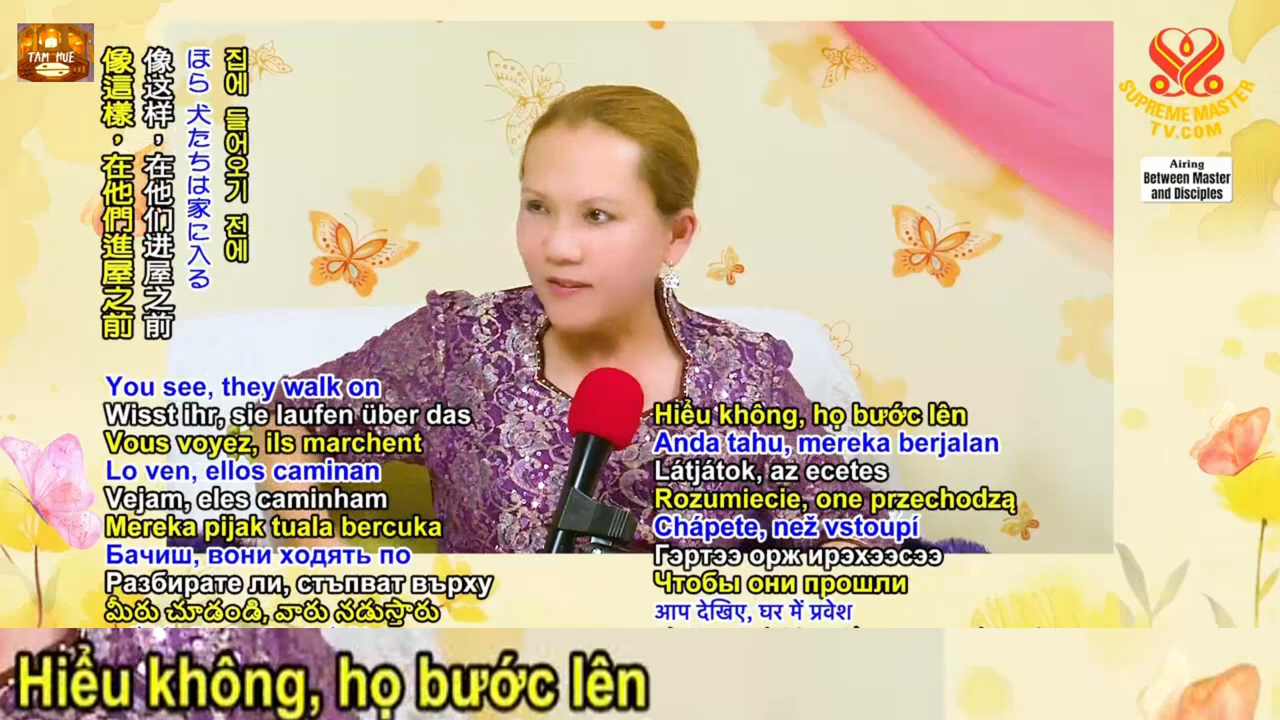 TAM HUE
집에 들어오기 전에
ほら 犬たちは家に入る
像这样，在他们进屋之前
像這樣，在他們進屋之前
SUPREME MASTER
TV.COM
Airing
Between Master
and Disciples
You see, they walk on
Wisst ihr, sie laufen über das
Vous voyez, ils marchent
Lo ven, ellos caminan
Vejam, eles caminham
Mereka pijak tuala bercuka
Бачиш, вони ходять по
Разбирате ли, стъпват върху
మీరు చూడండి, వారు నడుస్తారు
Hiểu không, họ bước lên
Anda tahu, mereka berjalan
Látjátok, az ecetes
Rozumiecie, one przechodzą
Chápete, než vstoupí
Гэртээ орж ирэхээсээ
Чтобы они прошли
आप देखिए, घर में प्रवेश
Hiểu không, họ bước lên